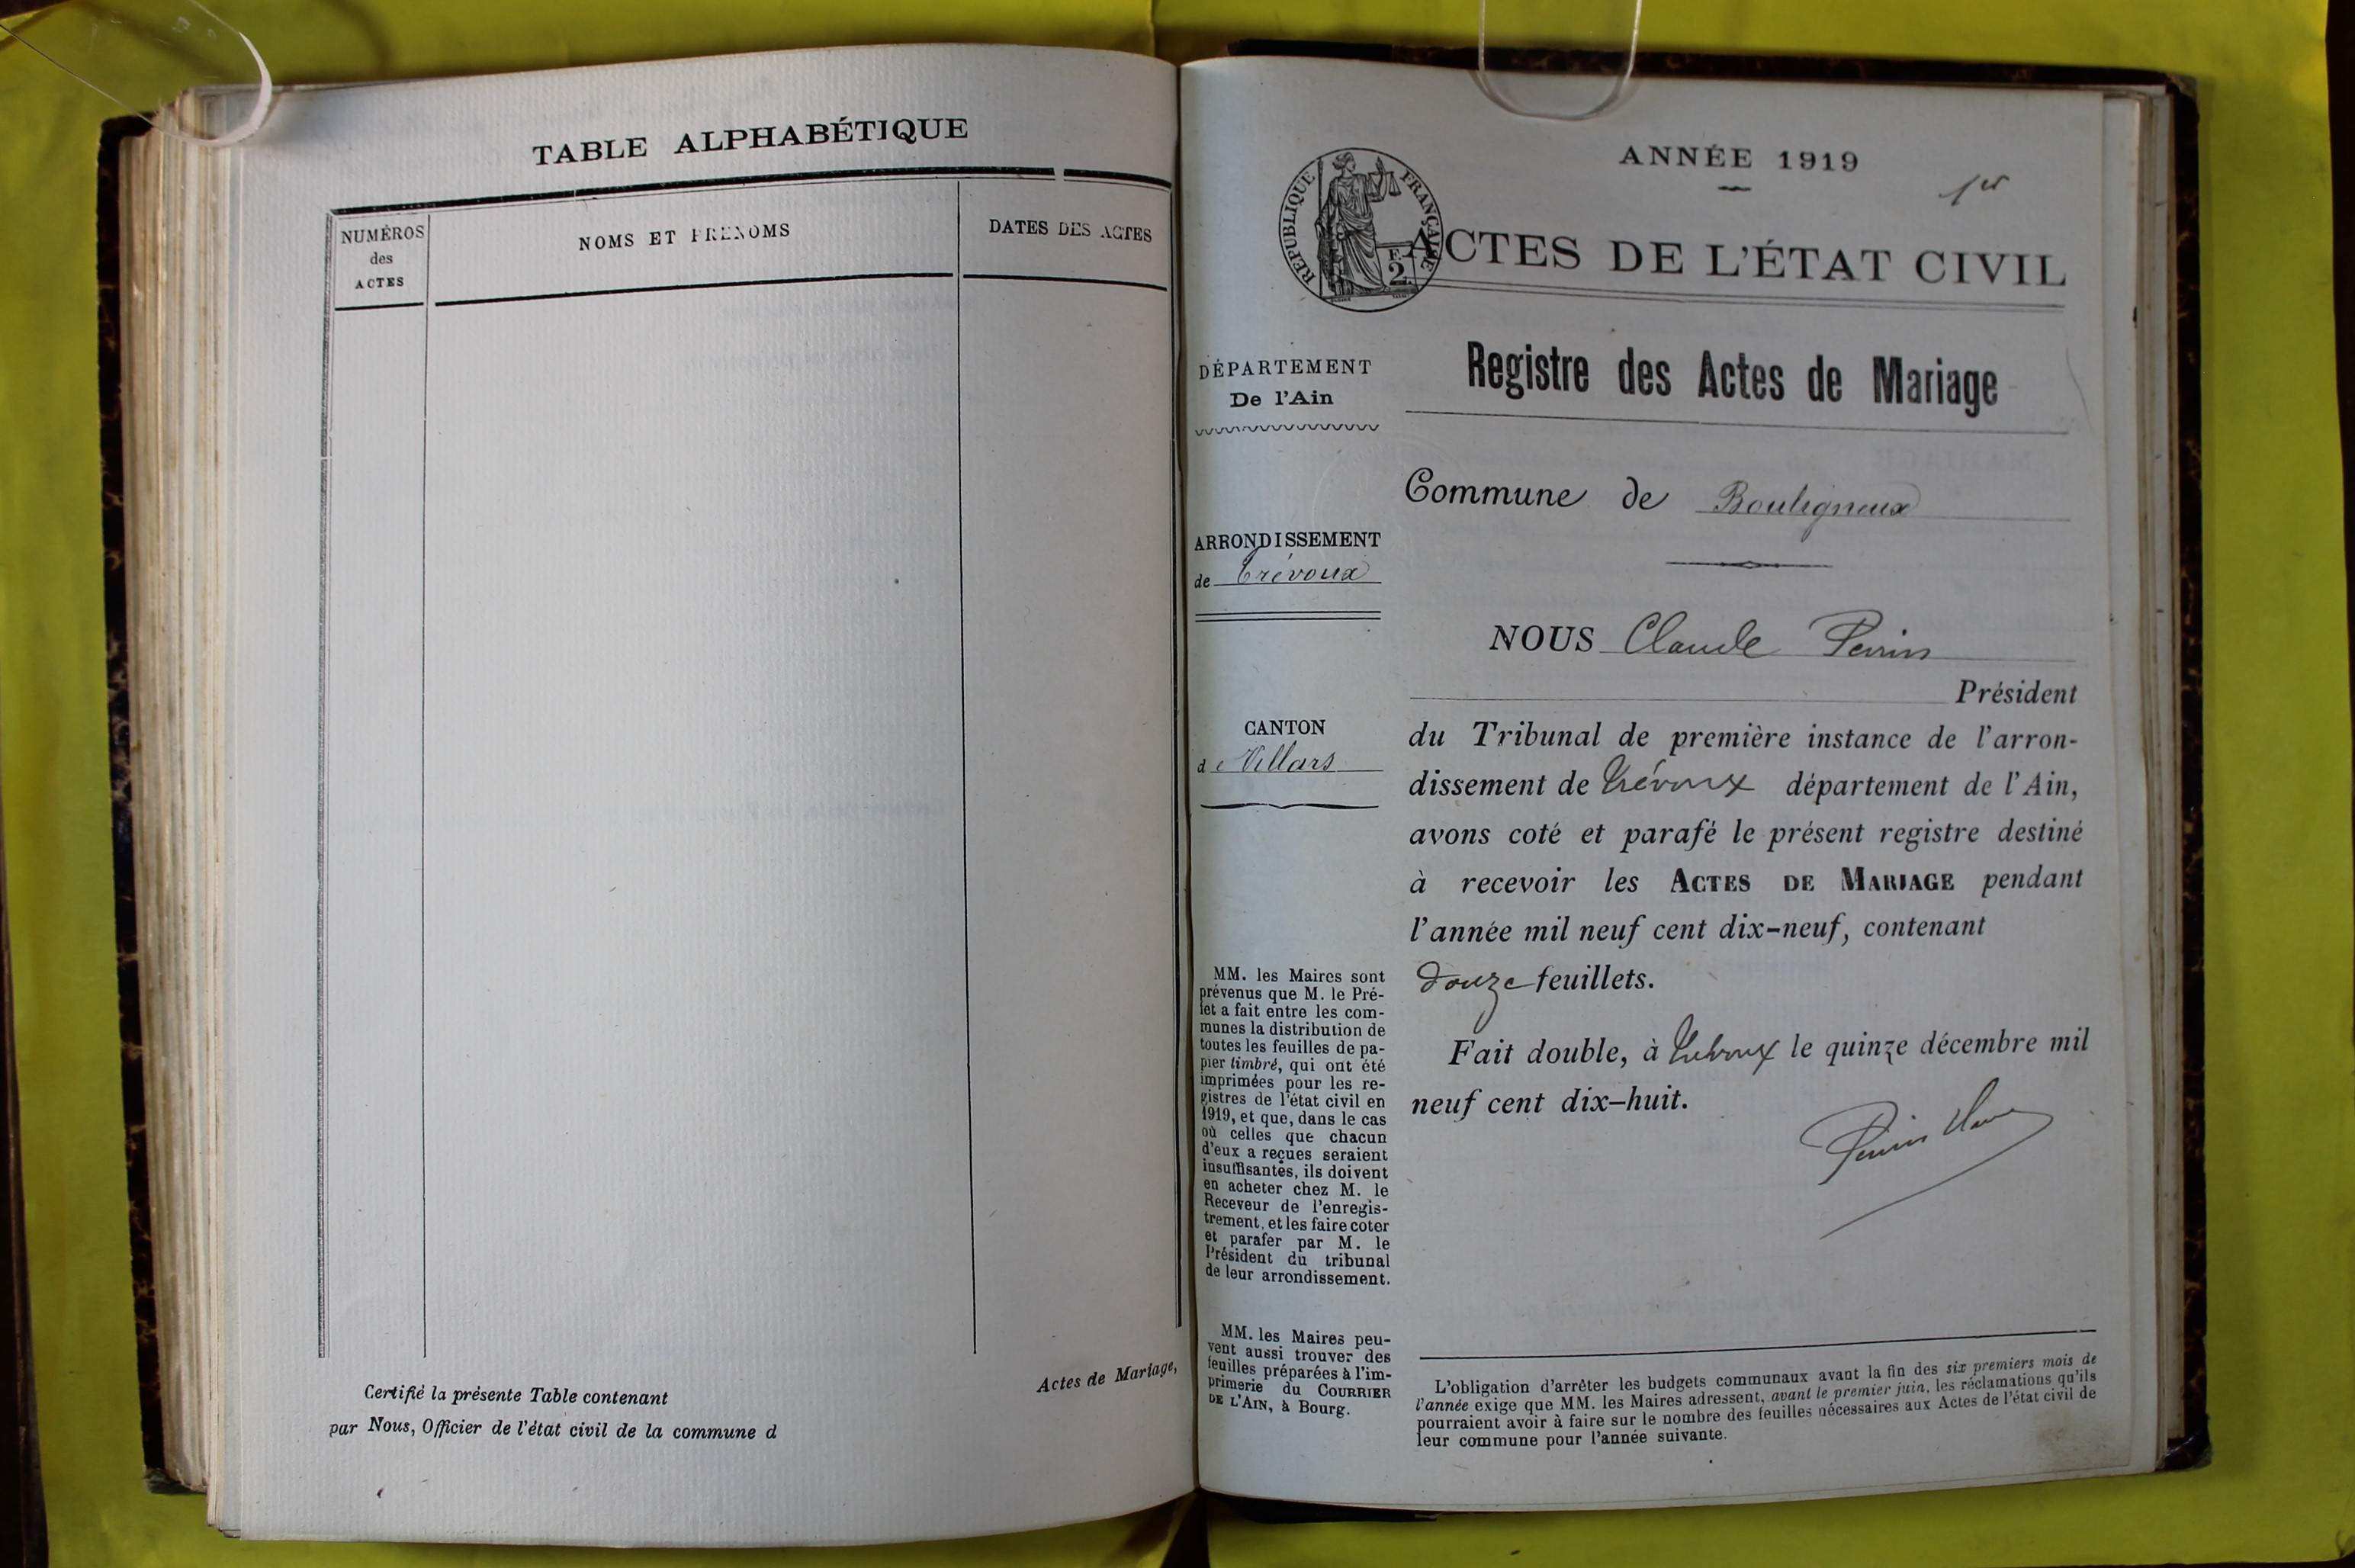 TABLE ALPHABÉTIQUE
NUMÉROS
des
ACTES
NOMS ET PRÉNOMS
DATES DES ACTES
Certifié la présente Table contenant
Actes de Mariage,
par Nous, Officier de l'état civil de la commune d
ANNÉE 1919
1er
RÉPUBLIQUE FRANÇAISE
F.
2
ACTES DE L'ÉTAT CIVIL
DÉPARTEMENT
De l'Ain
ARRONDISSEMENT
de Trévoux
CANTON
de Villars
MM. les Maires sont
prévenus que M. le Pré-
fet a fait entre les com-
munes la distribution de
toutes les feuilles de pa-
pier timbré, qui ont été
imprimées pour les re-
gistres de l'état civil en
1919, et que, dans le cas
où celles que chacun
d'eux a reçues seraient
insuffisantes, ils doivent
en acheter chez M. le
Receveur de l'enregis-
trement, et les faire coter
et parafer par M. le
Président du tribunal
de leur arrondissement.
MM. les Maires peu-
vent aussi trouver des
feuilles préparées à l'im-
primerie du COURRIER
DE L'AIN, à Bourg.
Registre des Actes de Mariage
Commune de Bouligneux
NOUS Claude Perrin
Président
du Tribunal de première instance de l'arron-
dissement de Trévoux département de l'Ain,
avons coté et parafé le présent registre destiné
à recevoir les ACTES DE MARIAGE pendant
l'année mil neuf cent dix-neuf, contenant
douze feuillets.
Fait double, à Trévoux le quinze décembre mil
neuf cent dix-huit.
Perrin Claude
L'obligation d'arrêter les budgets communaux avant la fin des six premiers mois de
l'année exige que MM. les Maires adressent, avant le premier juin, les réclamations qu'ils
pourraient avoir à faire sur le nombre des feuilles nécessaires aux Actes de l'état civil de
leur commune pour l'année suivante.